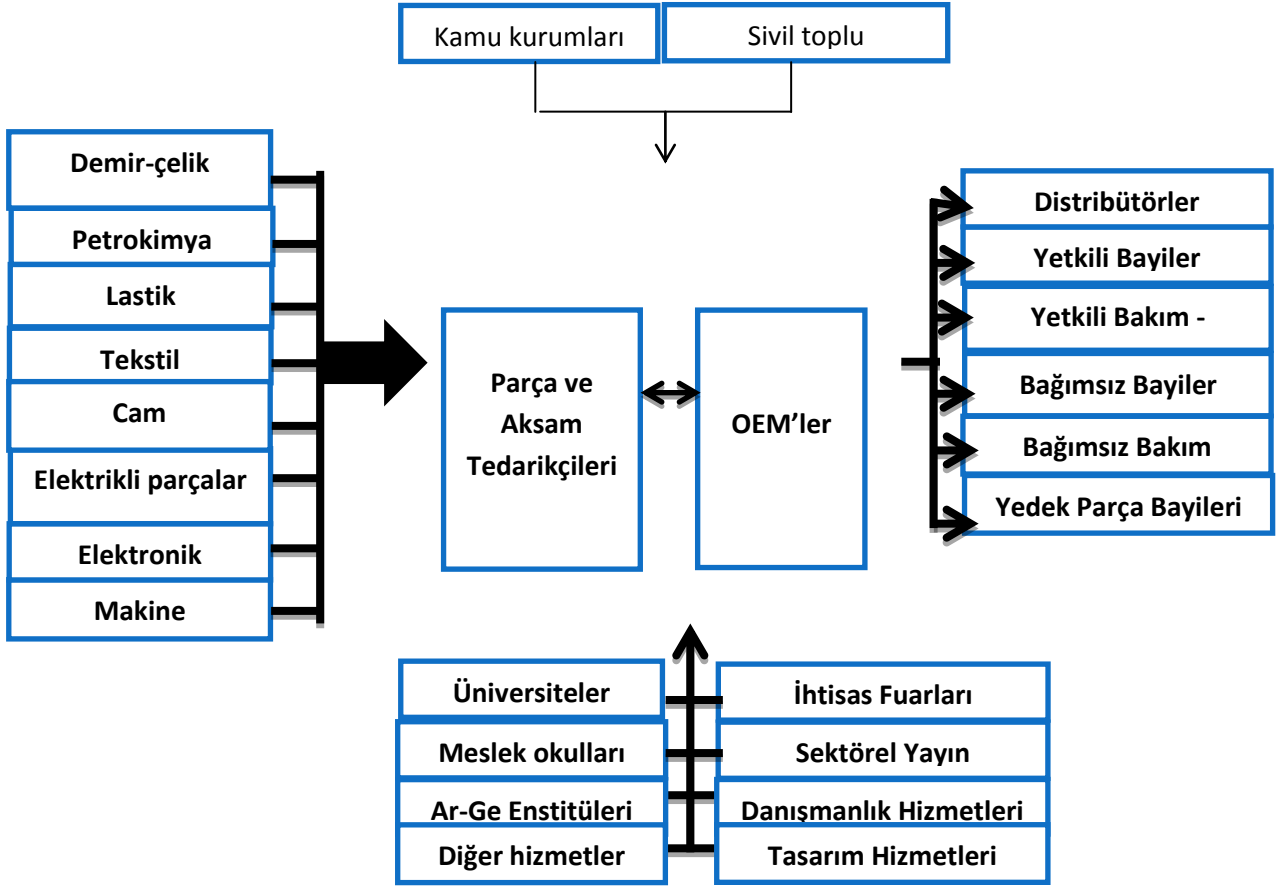 Kamu kurumları
Sivil toplu
Demir-çelik
Petrokimya
Lastik
Tekstil
Cam
Elektrikli parçalar
Elektronik
Makine
Parça ve
Aksam
Tedarikçileri
OEM’ler
Distribütörler
Yetkili Bayiler
Yetkili Bakım -
Bağımsız Bayiler
Bağımsız Bakım
Yedek Parça Bayileri
Üniversiteler
Meslek okulları
Ar-Ge Enstitüleri
Diğer hizmetler
İhtisas Fuarları
Sektörel Yayın
Danışmanlık Hizmetleri
Tasarım Hizmetleri